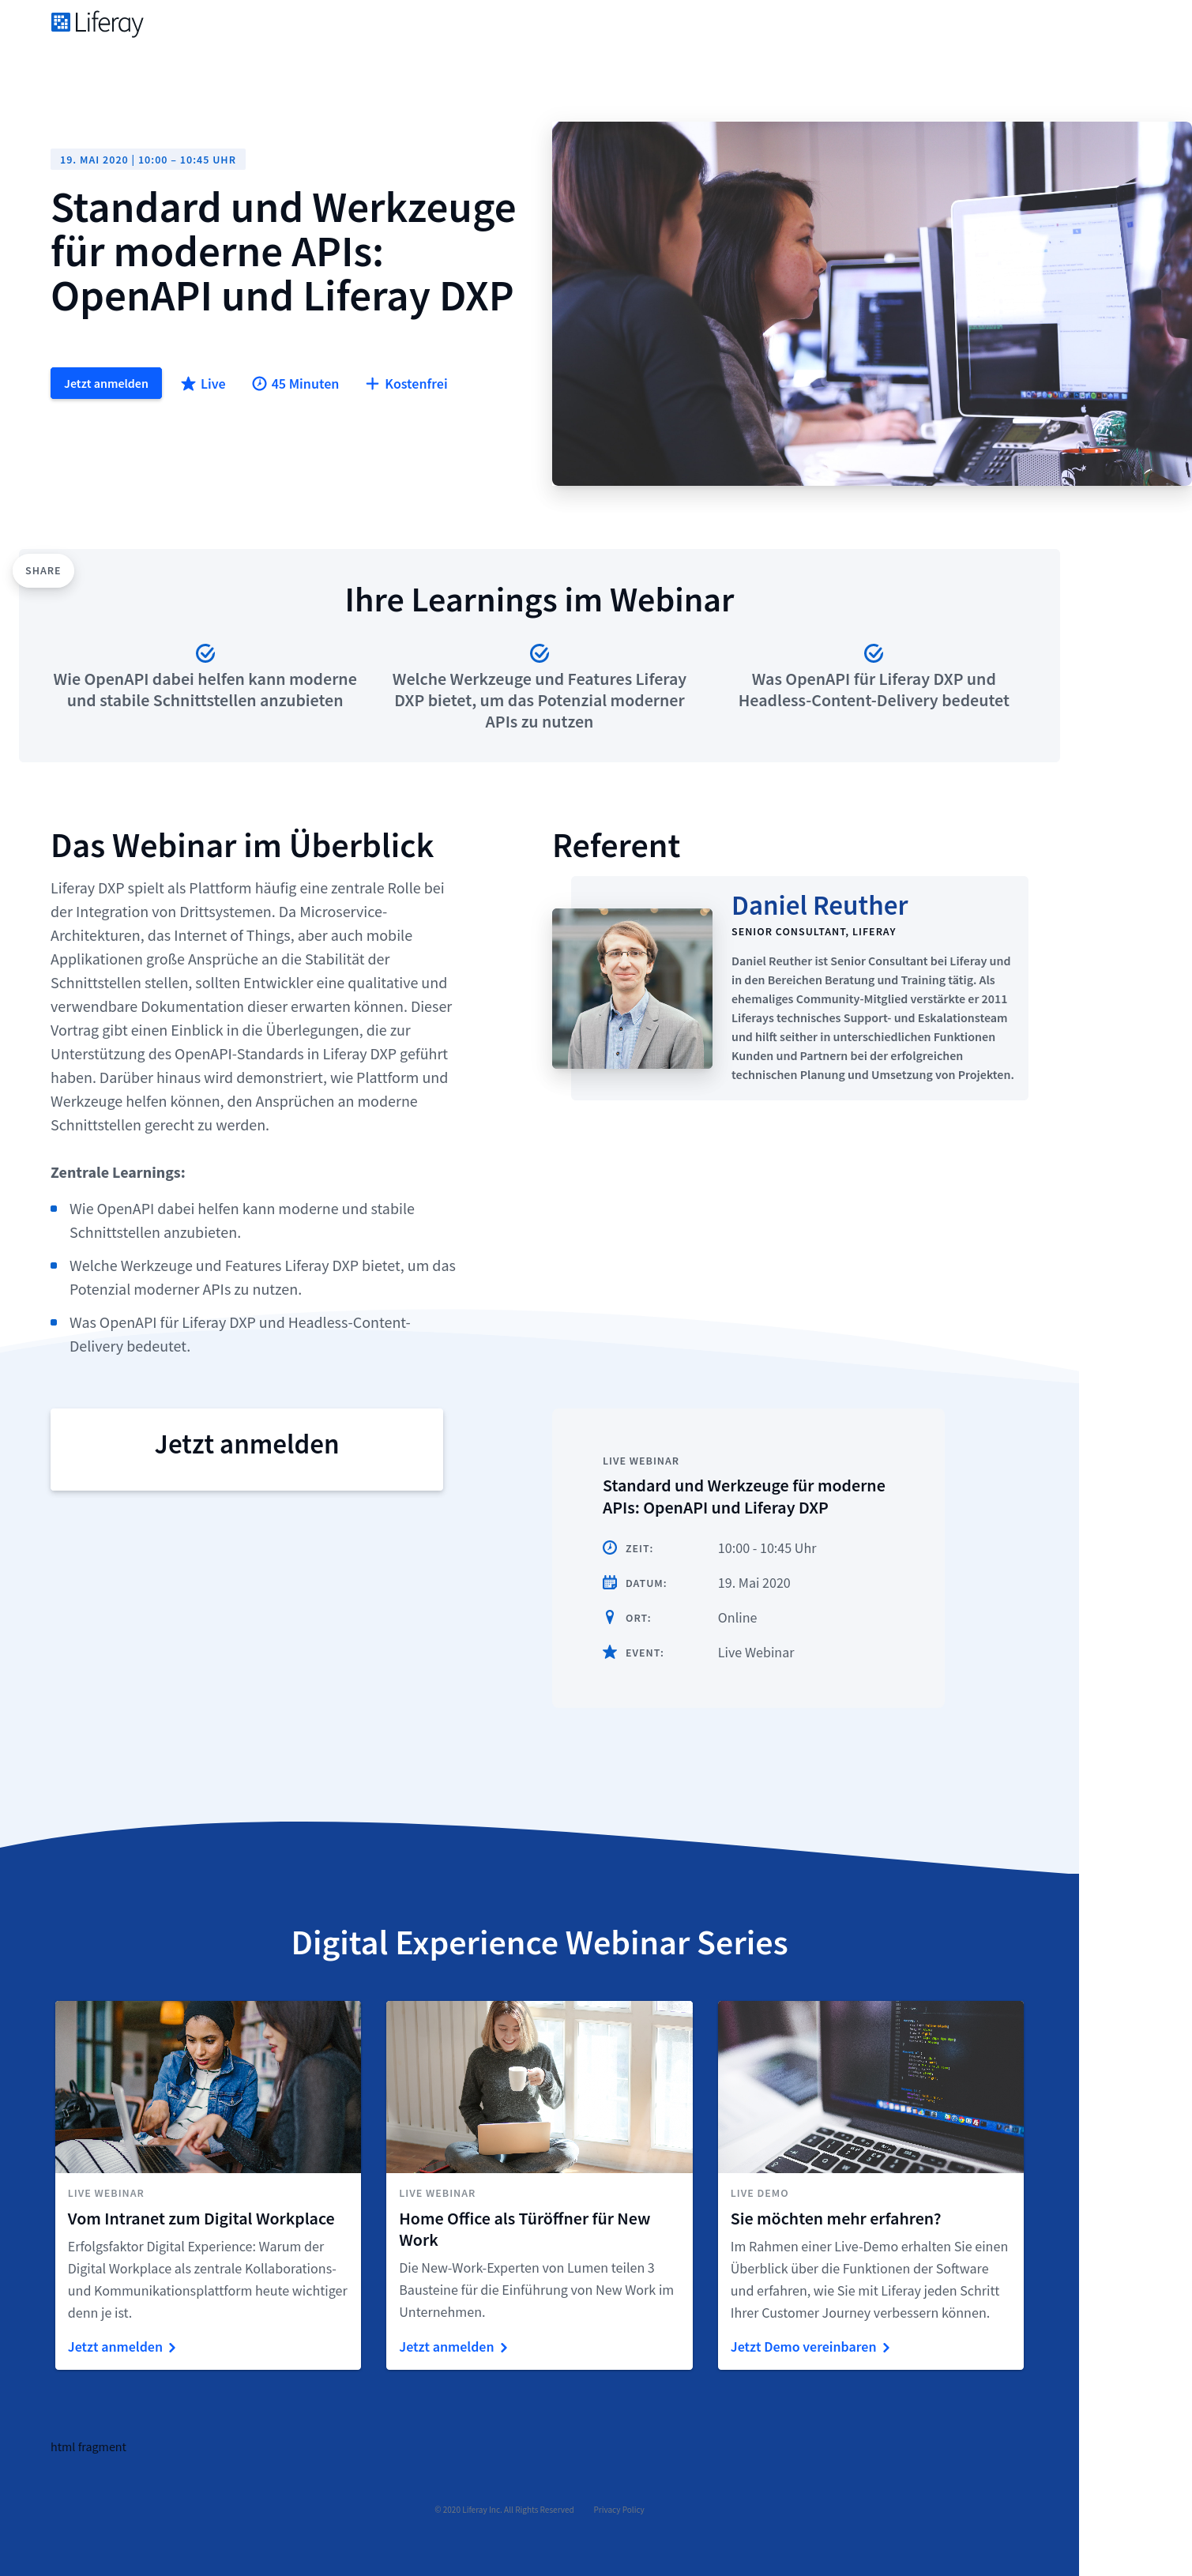 Liferay
19. MAI 2020 | 10:00 – 10:45 UHR
Standard und Werkzeuge
für moderne APIs:
OpenAPI und Liferay DXP
Jetzt anmelden
Live
45 Minuten
Kostenfrei
SHARE
Ihre Learnings im Webinar
Wie OpenAPI dabei helfen kann moderne
und stabile Schnittstellen anzubieten
Welche Werkzeuge und Features Liferay
DXP bietet, um das Potenzial moderner
APIs zu nutzen
Was OpenAPI für Liferay DXP und
Headless-Content-Delivery bedeutet
Das Webinar im Überblick
Liferay DXP spielt als Plattform häufig eine zentrale Rolle bei
der Integration von Drittsystemen. Da Microservice-
Architekturen, das Internet of Things, aber auch mobile
Applikationen große Ansprüche an die Stabilität der
Schnittstellen stellen, sollten Entwickler eine qualitative und
verwendbare Dokumentation dieser erwarten können. Dieser
Vortrag gibt einen Einblick in die Überlegungen, die zur
Unterstützung des OpenAPI-Standards in Liferay DXP geführt
haben. Darüber hinaus wird demonstriert, wie Plattform und
Werkzeuge helfen können, den Ansprüchen an moderne
Schnittstellen gerecht zu werden.
Zentrale Learnings:
Wie OpenAPI dabei helfen kann moderne und stabile
Schnittstellen anzubieten.
Welche Werkzeuge und Features Liferay DXP bietet, um das
Potenzial moderner APIs zu nutzen.
Was OpenAPI für Liferay DXP und Headless-Content-
Delivery bedeutet.
Referent
Daniel Reuther
SENIOR CONSULTANT, LIFERAY
Daniel Reuther ist Senior Consultant bei Liferay und
in den Bereichen Beratung und Training tätig. Als
ehemaliges Community-Mitglied verstärkte er 2011
Liferays technisches Support- und Eskalationsteam
und hilft seither in unterschiedlichen Funktionen
Kunden und Partnern bei der erfolgreichen
technischen Planung und Umsetzung von Projekten.
Jetzt anmelden
LIVE WEBINAR
Standard und Werkzeuge für moderne
APIs: OpenAPI und Liferay DXP
ZEIT: 10:00 - 10:45 Uhr
DATUM: 19. Mai 2020
ORT: Online
EVENT: Live Webinar
Digital Experience Webinar Series
LIVE WEBINAR
Vom Intranet zum Digital Workplace
Erfolgsfaktor Digital Experience: Warum der
Digital Workplace als zentrale Kollaborations-
und Kommunikationsplattform heute wichtiger
denn je ist.
Jetzt anmelden
LIVE WEBINAR
Home Office als Türöffner für New
Work
Die New-Work-Experten von Lumen teilen 3
Bausteine für die Einführung von New Work im
Unternehmen.
Jetzt anmelden
LIVE DEMO
Sie möchten mehr erfahren?
Im Rahmen einer Live-Demo erhalten Sie einen
Überblick über die Funktionen der Software
und erfahren, wie Sie mit Liferay jeden Schritt
Ihrer Customer Journey verbessern können.
Jetzt Demo vereinbaren
html fragment
© 2020 Liferay Inc. All Rights Reserved
Privacy Policy